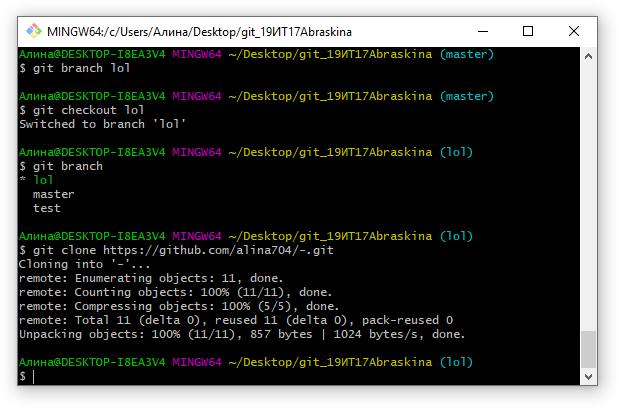 MINGW64:/c/Users/Алина/Desktop/git_19ИТ17Abraskina
Алина@DESKTOP-I8EA3V4 MINGW64 ~/Desktop/git_19ИТ17Abraskina (master)
$ git branch lol
Алина@DESKTOP-I8EA3V4 MINGW64 ~/Desktop/git_19ИТ17Abraskina (master)
$ git checkout lol
Switched to branch 'lol'
Алина@DESKTOP-I8EA3V4 MINGW64 ~/Desktop/git_19ИТ17Abraskina (lol)
$ git branch
* lol
  master
  test
Алина@DESKTOP-I8EA3V4 MINGW64 ~/Desktop/git_19ИТ17Abraskina (lol)
$ git clone https://github.com/alina704/-.git
Cloning into '-'...
remote: Enumerating objects: 11, done.
remote: Counting objects: 100% (11/11), done.
remote: Compressing objects: 100% (5/5), done.
remote: Total 11 (delta 0), reused 11 (delta 0), pack-reused 0
Unpacking objects: 100% (11/11), 857 bytes | 1024 bytes/s, done.
Алина@DESKTOP-I8EA3V4 MINGW64 ~/Desktop/git_19ИТ17Abraskina (lol)
$